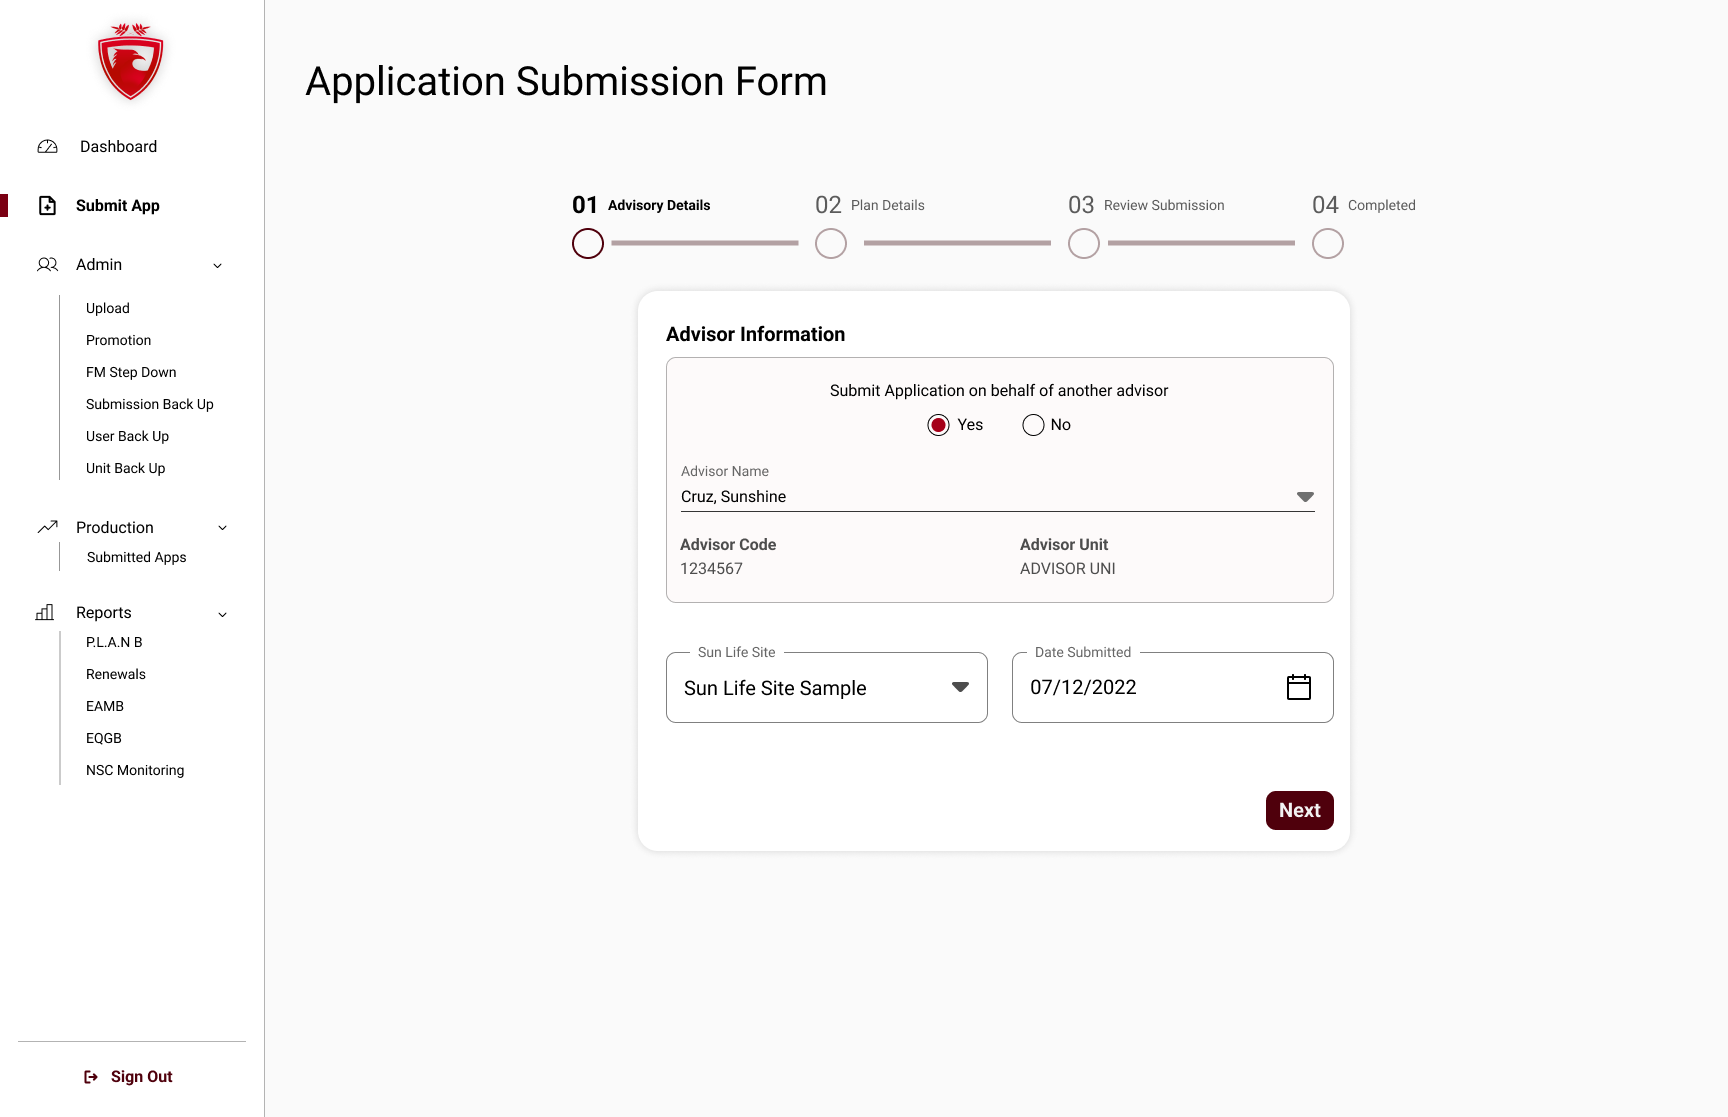 Dashboard
Submit App
Admin
Upload
Promotion
FM Step Down
Submission Back Up
User Back Up
Unit Back Up
Production
Submitted Apps
Reports
P.L.A.N B
Renewals
EAMB
EQGB
NSC Monitoring
Sign Out
Application Submission Form
01 Advisory Details
02 Plan Details
03 Review Submission
04 Completed
Advisor Information
Submit Application on behalf of another advisor
Yes No
Advisor Name
Cruz, Sunshine
Advisor Code Advisor Unit
1234567 ADVISOR UNI
Sun Life Site Date Submitted
Sun Life Site Sample 07/12/2022
Next